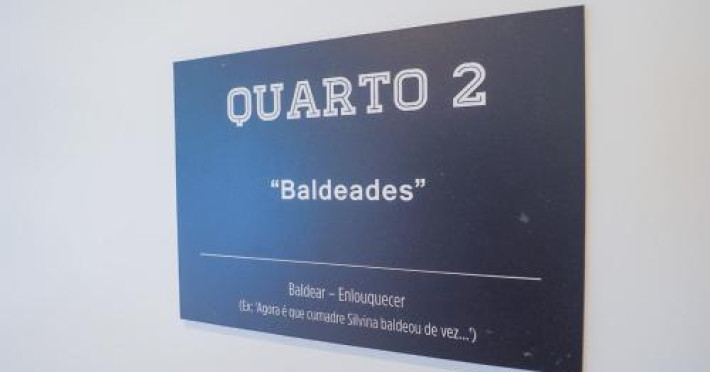 QUARTO 2
“Baldeades”
Baldear – Enlouquecer
(Ex: 'Agora é que cumadre Silvina baldeou de vez...')